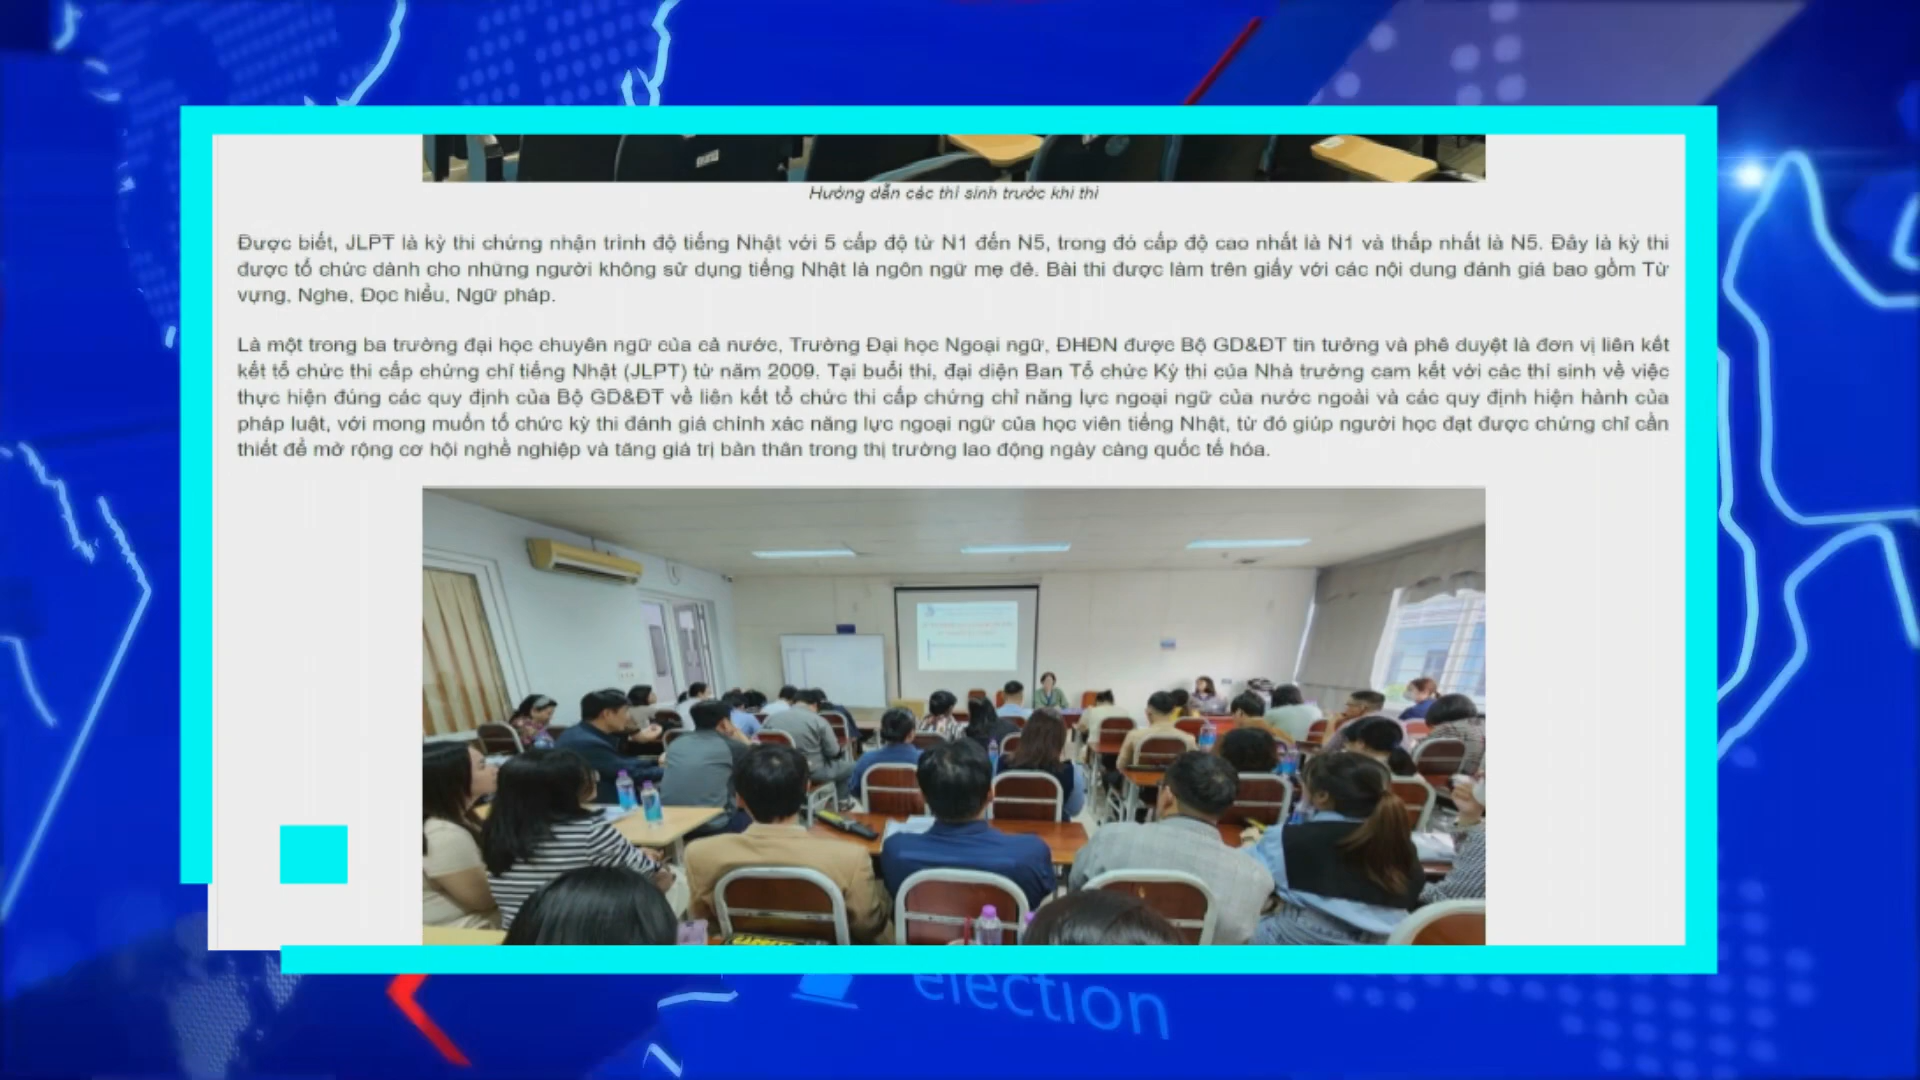 Hướng dẫn các thí sinh trước khi thi
Được biết, JLPT là kỳ thi chứng nhận trình độ tiếng Nhật với 5 cấp độ từ N1 đến N5, trong đó cấp độ cao nhất là N1 và thấp nhất là N5. Đây là kỳ thi
được tổ chức dành cho những người không sử dụng tiếng Nhật là ngôn ngữ mẹ đẻ. Bài thi được làm trên giấy với các nội dung đánh giá bao gồm Từ
vựng, Nghe, Đọc hiểu, Ngữ pháp.
Là một trong ba trường đại học chuyên ngữ của cả nước, Trường Đại học Ngoại ngữ, ĐHĐN được Bộ GD&ĐT tin tưởng và phê duyệt là đơn vị liên kết
kết tổ chức thi cấp chứng chỉ tiếng Nhật (JLPT) từ năm 2009. Tại buổi thi, đại diện Ban Tổ chức Kỳ thi của Nhà trường cam kết với các thí sinh về việc
thực hiện đúng các quy định của Bộ GD&ĐT về liên kết tổ chức thi cấp chứng chỉ năng lực ngoại ngữ của nước ngoài và các quy định hiện hành của
pháp luật, với mong muốn tổ chức kỳ thi đánh giá chính xác năng lực ngoại ngữ của học viên tiếng Nhật, từ đó giúp người học đạt được chứng chỉ cần
thiết để mở rộng cơ hội nghề nghiệp và tăng giá trị bản thân trong thị trường lao động ngày càng quốc tế hóa.
election